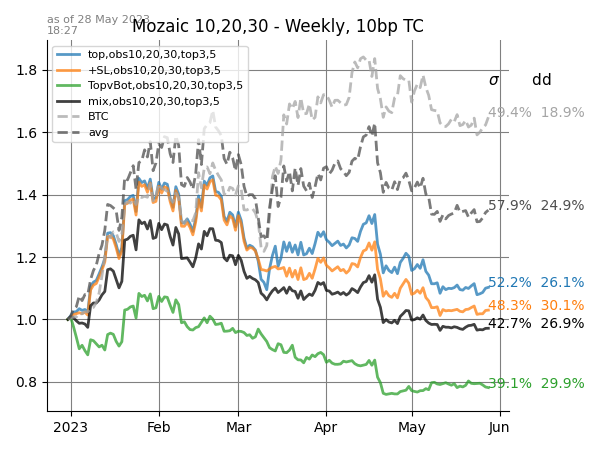 as of 28 May 2023
18:27
Mozaic 10,20,30 - Weekly, 10bp TC
top,obs10,20,30,top3,5
+SL,obs10,20,30,top3,5
TopvBot,obs10,20,30,top3,5
mix,obs10,20,30,top3,5
BTC
avg
σ dd
49.4% 18.9%
57.9% 24.9%
52.2% 26.1%
48.3% 30.1%
42.7% 26.9%
39.1% 29.9%
1.8
1.6
1.4
1.2
1.0
0.8
2023 Feb Mar Apr May Jun